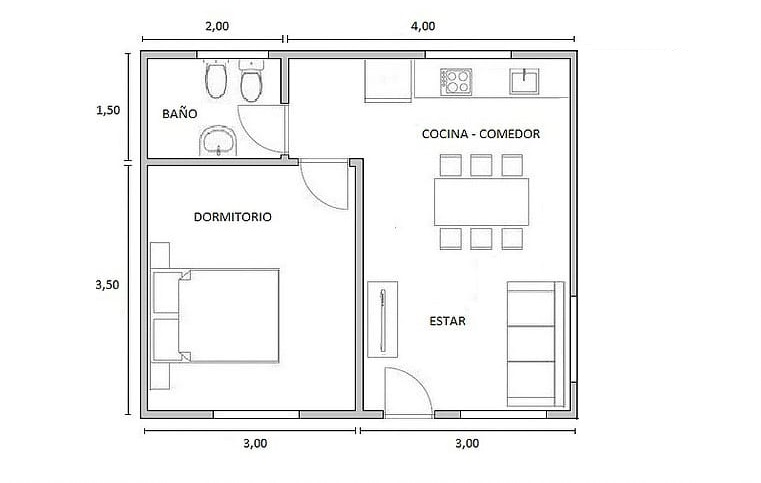 2,00
4,00
1,50
BAÑO
COCINA - COMEDOR
DORMITORIO
3,50
ESTAR
3,00
3,00